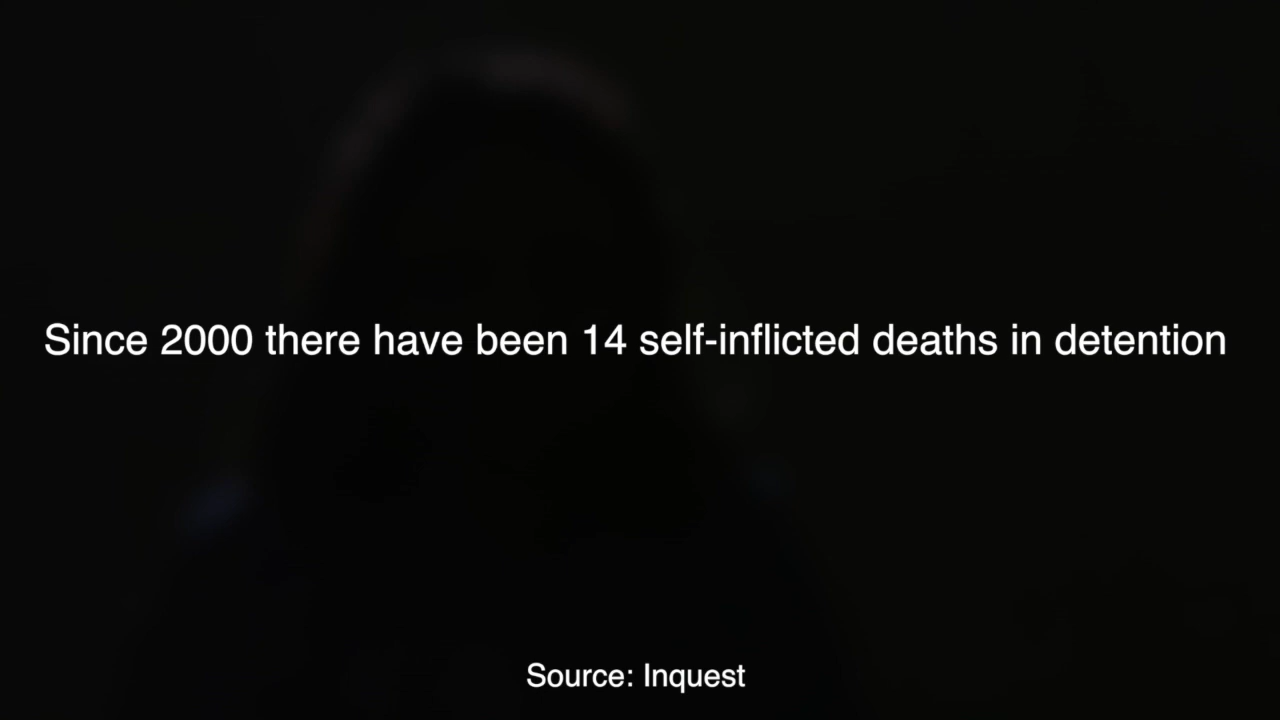 Since 2000 there have been 14 self-inflicted deaths in detention
Source: Inquest